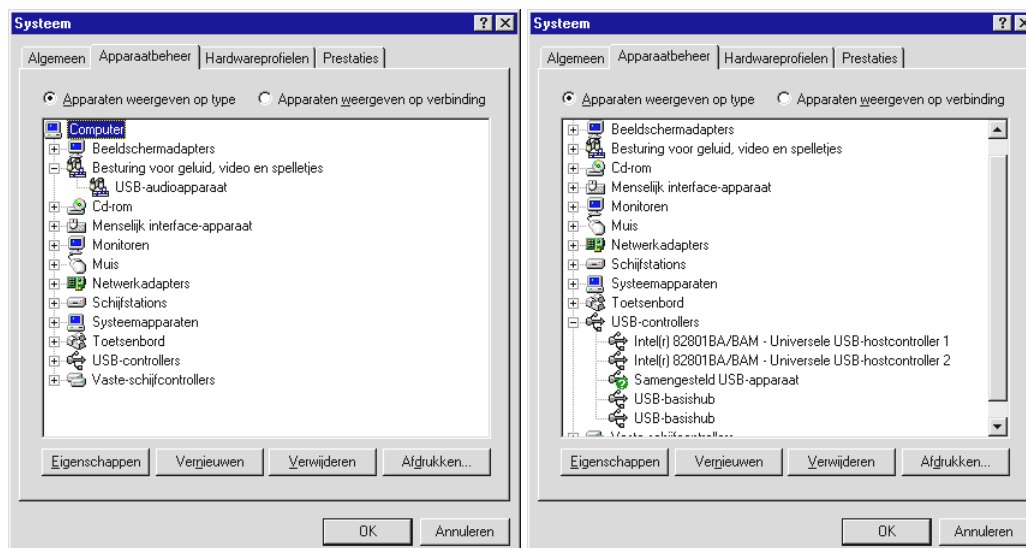 Systeem
Algemeen Apparaatbeheer Hardwareprofielen Prestaties
Apparaten weergeven op type Apparaten weergeven op verbinding
Computer
Beeldschermadapters
Besturing voor geluid, video en spelletjes
USB-audioapparaat
Cd-rom
Menselijk interface-apparaat
Monitoren
Muis
Netwerkadapters
Schijfstations
Systeemapparaten
Toetsenbord
USB-controllers
Vaste-schijfcontrollers
Eigenschappen Vernieuwen Verwijderen Afdrukken...
OK Annuleren
Systeem
Algemeen Apparaatbeheer Hardwareprofielen Prestaties
Apparaten weergeven op type Apparaten weergeven op verbinding
Beeldschermadapters
Besturing voor geluid, video en spelletjes
Cd-rom
Menselijk interface-apparaat
Monitoren
Muis
Netwerkadapters
Schijfstations
Systeemapparaten
Toetsenbord
USB-controllers
Intel(r) 82801BA/BAM - Universele USB-hostcontroller 1
Intel(r) 82801BA/BAM - Universele USB-hostcontroller 2
Samengesteld USB-apparaat
USB-basishub
USB-basishub
Vaste-schijfcontrollers
Eigenschappen Vernieuwen Verwijderen Afdrukken...
OK Annuleren